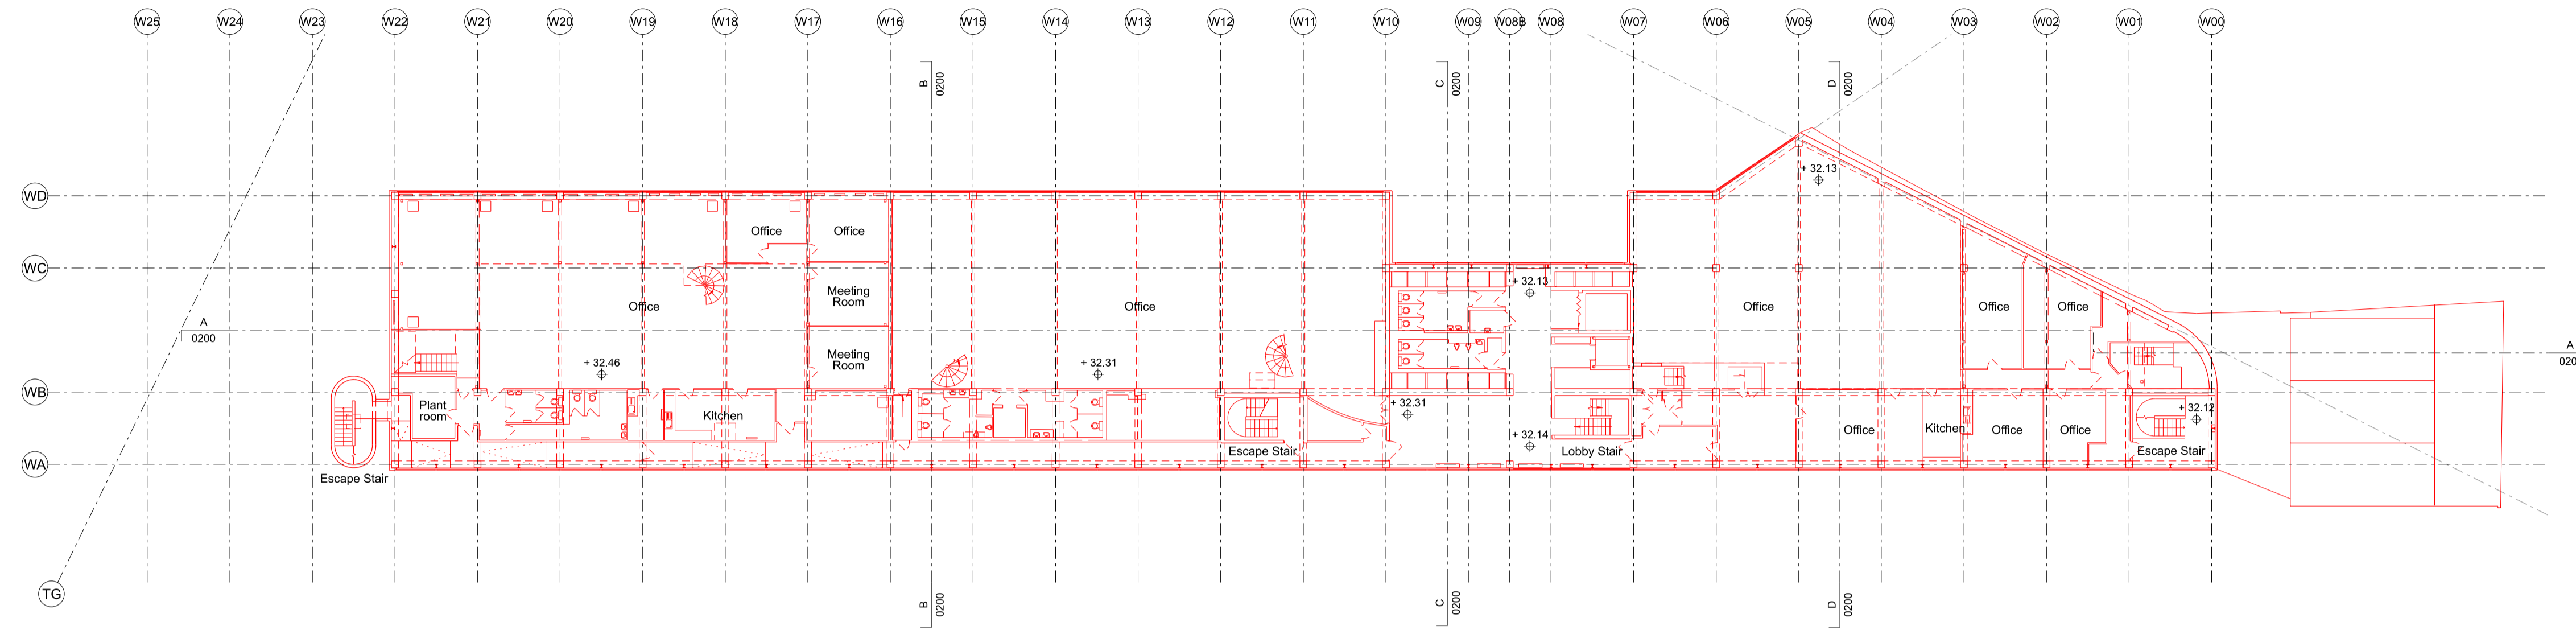 W25 W24 W23 W22 W21 W20 W19 W18 W17 W16 W15 W14 W13 W12 W11 W10 W09 W08B W08 W07 W06 W05 W04 W03 W02 W01 W00
B
0200
C
0200
D
0200
+ 32.13
WD
Office
Office
WC
+ 32.13
Meeting
Room
Office
Office
Office
Office
Office
A
0200
A
020
Meeting
Room
+ 32.46
+ 32.31
WB
Plant
room
Kitchen
+ 32.31
+ 32.12
Office
Kitchen
Office
Office
+ 32.14
Escape Stair
Lobby Stair
Escape Stair
WA
Escape Stair
TG
B
0200
C
0200
D
0200